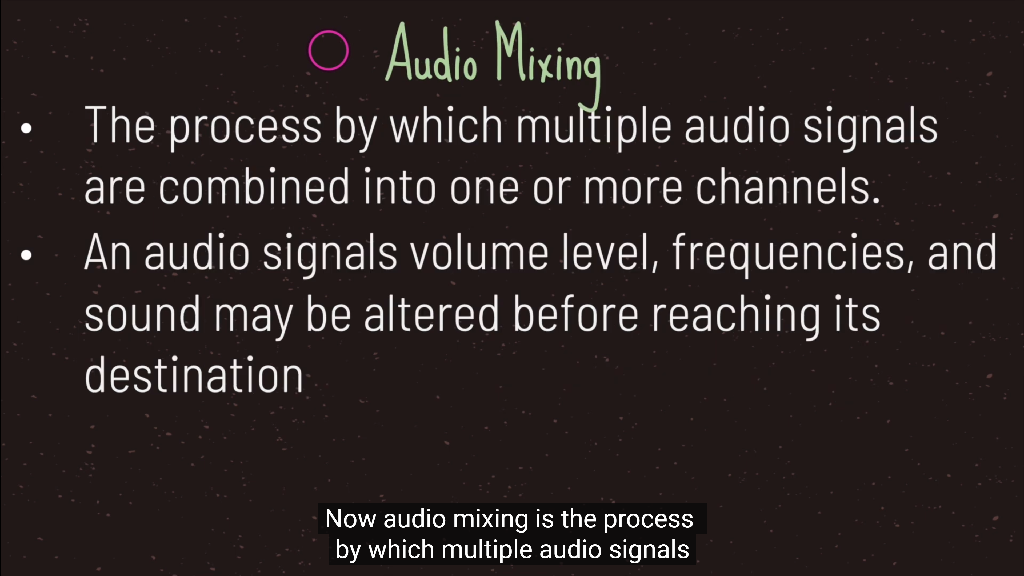 Audio Mixing
• The process by which multiple audio signals
are combined into one or more channels.
• An audio signals volume level, frequencies, and
sound may be altered before reaching its
destination
Now audio mixing is the process
by which multiple audio signals